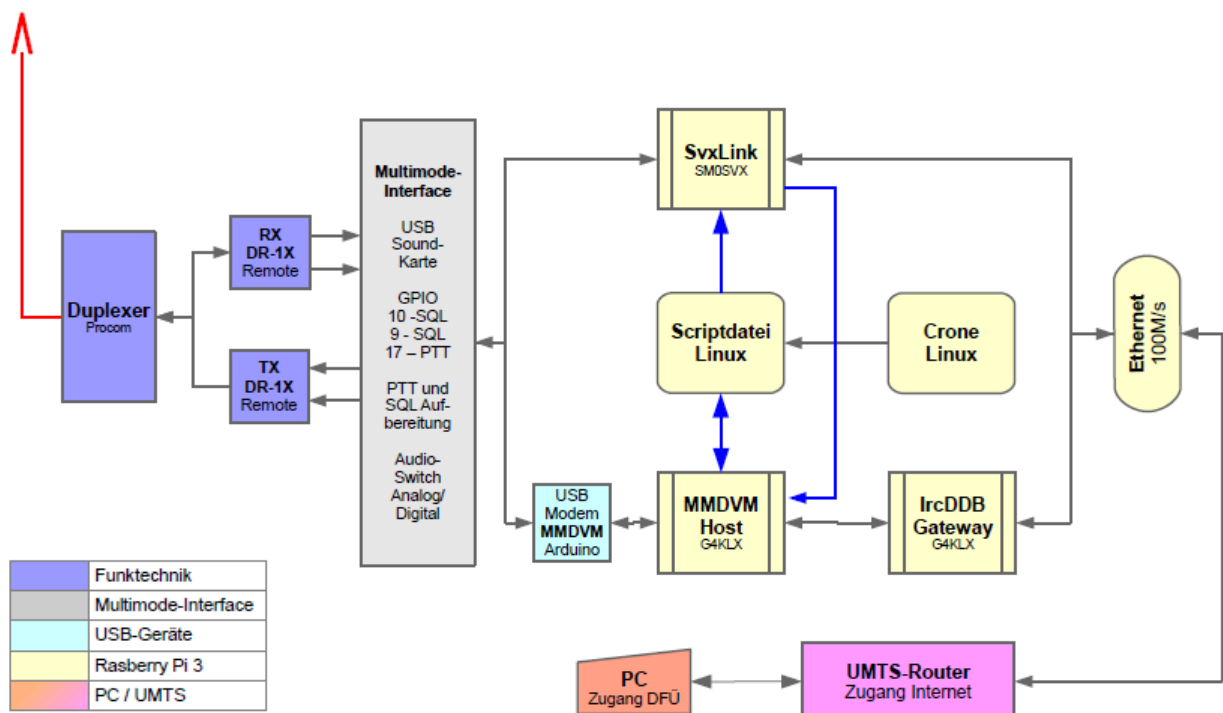 Duplexer
Procom
RX
DR-1X
Remote
TX
DR-1X
Remote
Multimode-
Interface
USB
Sound-
Karte
GPIO
10 -SQL
9 - SQL
17 – PTT
PTT und
SQL Auf-
bereitung
Audio-
Switch
Analog/
Digital
SvxLink
SM0SVX
Scriptdatei
Linux
Crone
Linux
Ethernet
100M/s
USB
Modem
MMDVM
Arduino
MMDVM
Host
G4KLX
IrcDDB
Gateway
G4KLX
PC
Zugang DFÜ
UMTS-Router
Zugang Internet
Funktechnik
Multimode-Interface
USB-Geräte
Rasberry Pi 3
PC / UMTS